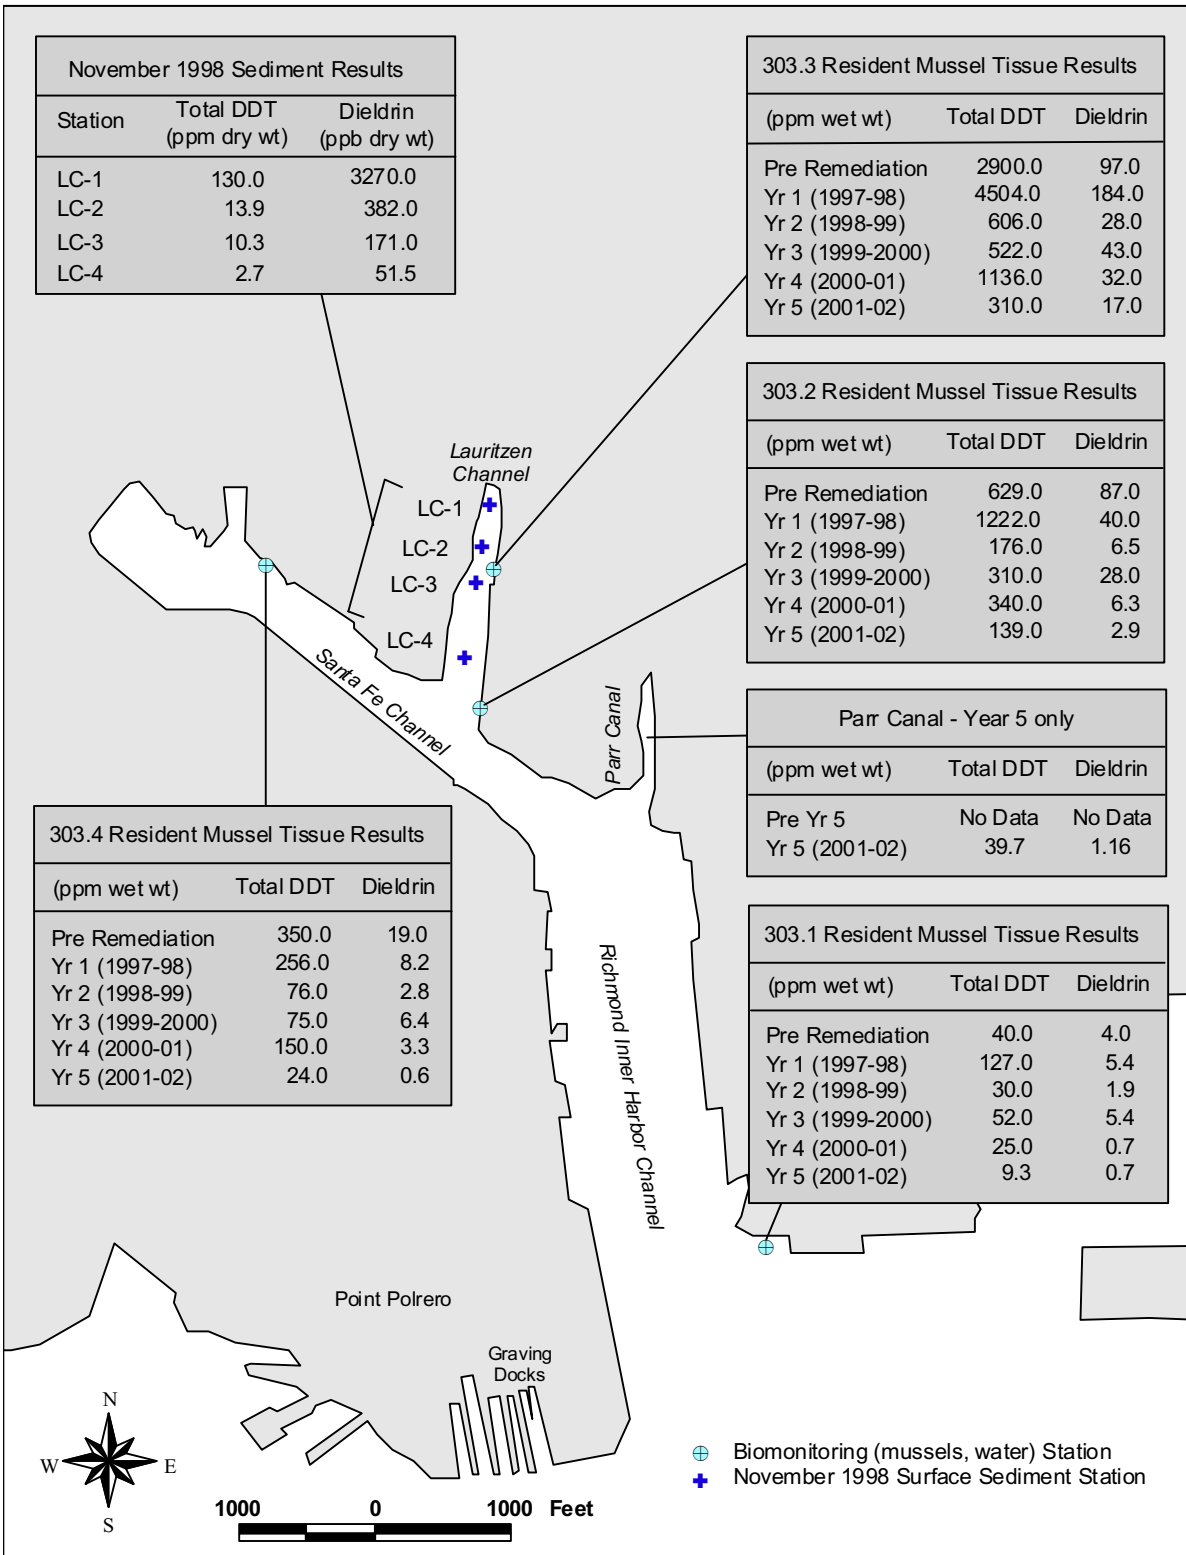 November 1998 Sediment Results
Station Total DDT (ppm dry wt) Dieldrin (ppb dry wt)
LC-1 130.0 3270.0
LC-2 13.9 382.0
LC-3 10.3 171.0
LC-4 2.7 51.5
303.3 Resident Mussel Tissue Results
(ppm wet wt) Total DDT Dieldrin
Pre Remediation 2900.0 97.0
Yr 1 (1997-98) 4504.0 184.0
Yr 2 (1998-99) 606.0 28.0
Yr 3 (1999-2000) 522.0 43.0
Yr 4 (2000-01) 1136.0 32.0
Yr 5 (2001-02) 310.0 17.0
303.2 Resident Mussel Tissue Results
(ppm wet wt) Total DDT Dieldrin
Pre Remediation 629.0 87.0
Yr 1 (1997-98) 1222.0 40.0
Yr 2 (1998-99) 176.0 6.5
Yr 3 (1999-2000) 310.0 28.0
Yr 4 (2000-01) 340.0 6.3
Yr 5 (2001-02) 139.0 2.9
Lauritzen
Channel
LC-1
LC-2
LC-3
LC-4
Santa Fe Channel
Parr Canal
Parr Canal - Year 5 only
(ppm wet wt) Total DDT Dieldrin
Pre Yr 5 No Data No Data
Yr 5 (2001-02) 39.7 1.16
303.4 Resident Mussel Tissue Results
(ppm wet wt) Total DDT Dieldrin
Pre Remediation 350.0 19.0
Yr 1 (1997-98) 256.0 8.2
Yr 2 (1998-99) 76.0 2.8
Yr 3 (1999-2000) 75.0 6.4
Yr 4 (2000-01) 150.0 3.3
Yr 5 (2001-02) 24.0 0.6
303.1 Resident Mussel Tissue Results
(ppm wet wt) Total DDT Dieldrin
Pre Remediation 40.0 4.0
Yr 1 (1997-98) 127.0 5.4
Yr 2 (1998-99) 30.0 1.9
Yr 3 (1999-2000) 52.0 5.4
Yr 4 (2000-01) 25.0 0.7
Yr 5 (2001-02) 9.3 0.7
Richmond Inner Harbor Channel
Point Polrero
Graving
Docks
N
W E
S
1000 0 1000 Feet
Biomonitoring (mussels, water) Station
November 1998 Surface Sediment Station